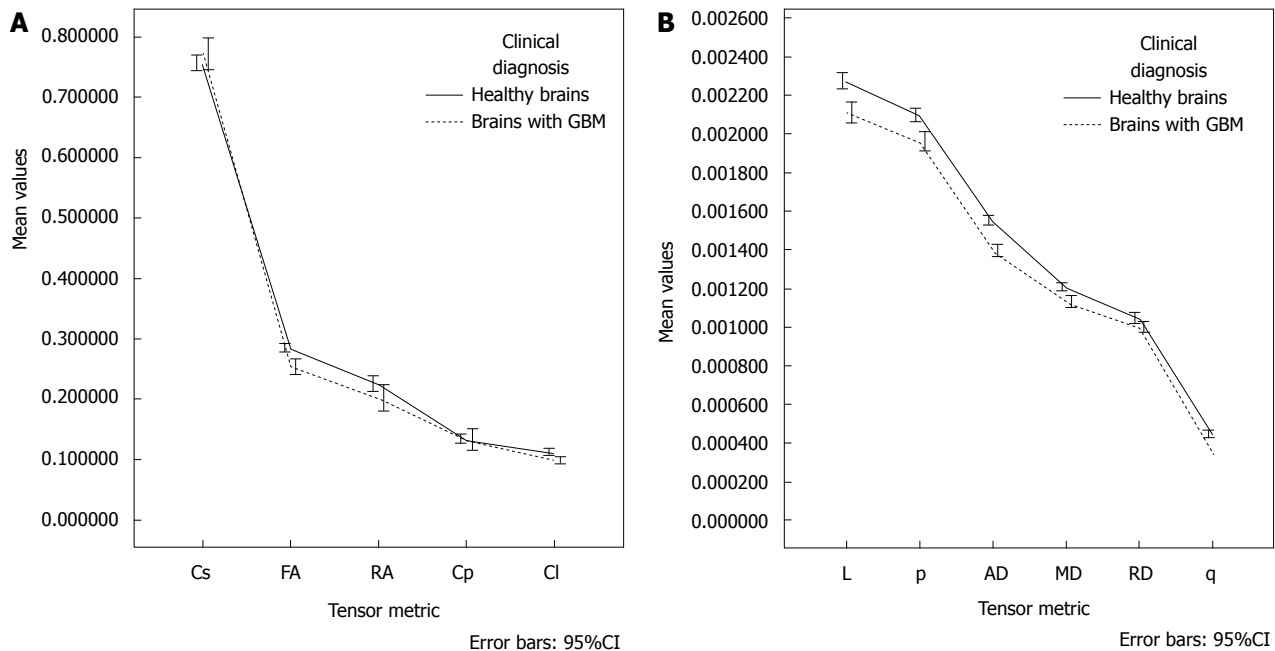 A
0.800000
0.700000
0.600000
0.500000
0.400000
0.300000
0.200000
0.100000
0.000000
Mean values
Clinical
diagnosis
Healthy brains
Brains with GBM
Cs FA RA Cp Cl
Tensor metric
Error bars: 95%CI
B
0.002600
0.002400
0.002200
0.002000
0.001800
0.001600
0.001400
0.001200
0.001000
0.000800
0.000600
0.000400
0.000200
0.000000
Mean values
Clinical
diagnosis
Healthy brains
Brains with GBM
L p AD MD RD q
Tensor metric
Error bars: 95%CI